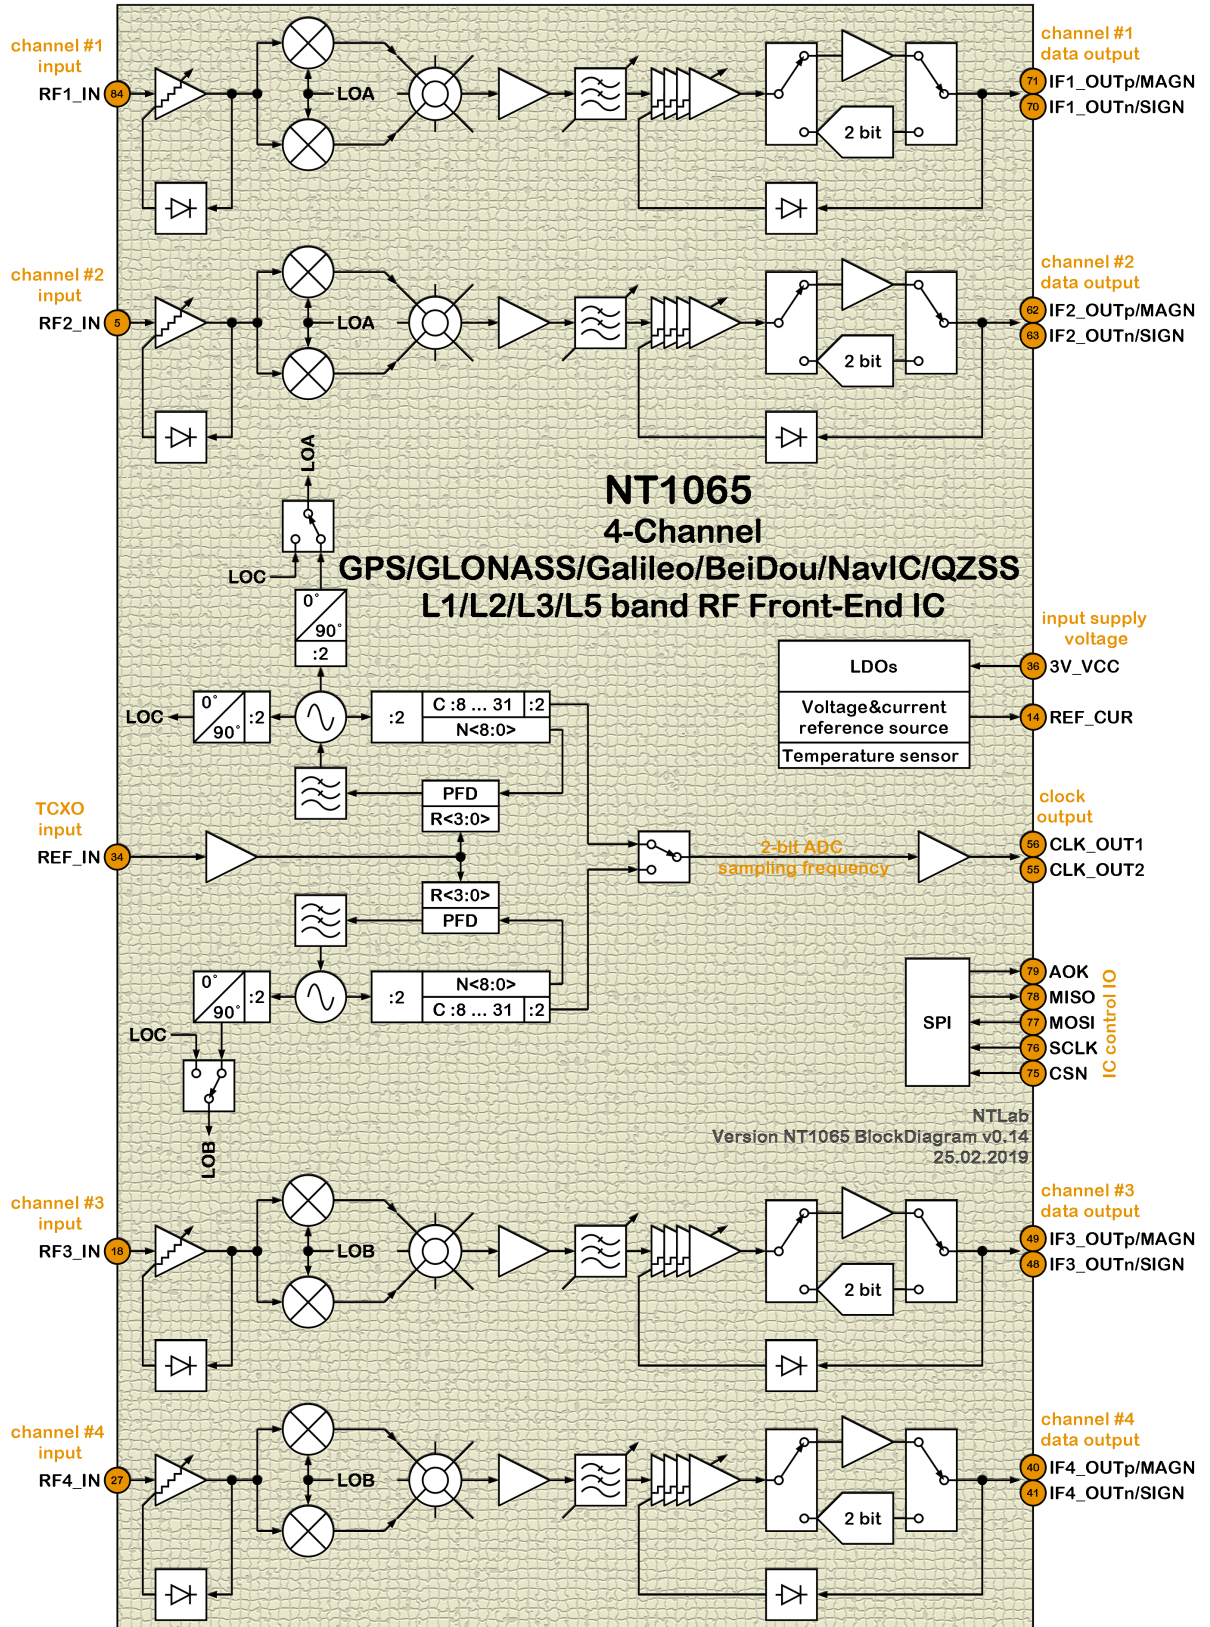 channel #1
input
RF1_IN
84
LOA
2 bit
channel #1
data output
71
IF1_OUTp/MAGN
70
IF1_OUTn/SIGN
channel #2
input
RF2_IN
5
LOA
2 bit
channel #2
data output
62
IF2_OUTp/MAGN
63
IF2_OUTn/SIGN
LOA
NT1065
4-Channel
GPS/GLONASS/Galileo/BeiDou/NavIC/QZSS
L1/L2/L3/L5 band RF Front-End IC
LOC
0°
90°
:2
LOC
0°
90°
:2
:2
C :8 ... 31
:2
N<8:0>
PFD
R<3:0>
LDOs
Voltage&current
reference source
Temperature sensor
input supply
voltage
36
3V_VCC
14
REF_CUR
TCXO
input
REF_IN
34
2-bit ADC
sampling frequency
clock
output
56
CLK_OUT1
55
CLK_OUT2
R<3:0>
PFD
0°
90°
:2
:2
N<8:0>
C :8 ... 31
:2
LOC
LOB
SPI
79
AOK
78
MISO
77
MOSI
76
SCLK
75
CSN
IC control IO
NTLab
Version NT1065 BlockDiagram v0.14
25.02.2019
channel #3
input
RF3_IN
18
LOB
2 bit
channel #3
data output
49
IF3_OUTp/MAGN
48
IF3_OUTn/SIGN
channel #4
input
RF4_IN
27
LOB
2 bit
channel #4
data output
40
IF4_OUTp/MAGN
41
IF4_OUTn/SIGN